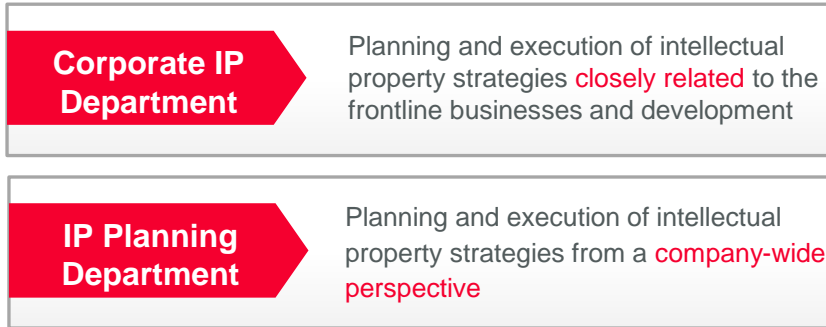 Corporate IP
Department
Planning and execution of intellectual
property strategies closely related to the
frontline businesses and development
IP Planning
Department
Planning and execution of intellectual
property strategies from a company-wide
perspective